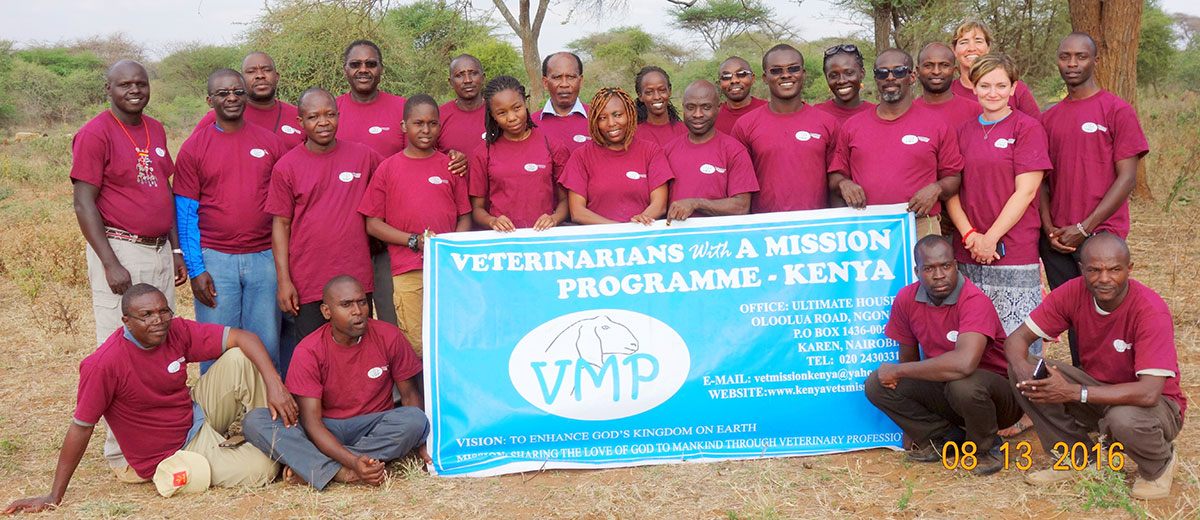 VETERINARIANS With A MISSION
PROGRAMME - KENYA
OFFICE: ULTIMATE HOUSE
OLOOLUA ROAD, NGONG
P.O BOX 1436-00
KAREN, NAIROBI
TEL: 020 2430331
E-MAIL: vetmissionkenya@yaho
WEBSITE:www.kenyavetsmiss
VMP
VISION: TO ENHANCE GOD'S KINGDOM ON EARTH
MISSION: SHARING THE LOVE OF GOD TO MANKIND THROUGH VETERINARY PROFESSIO
08 13 2016